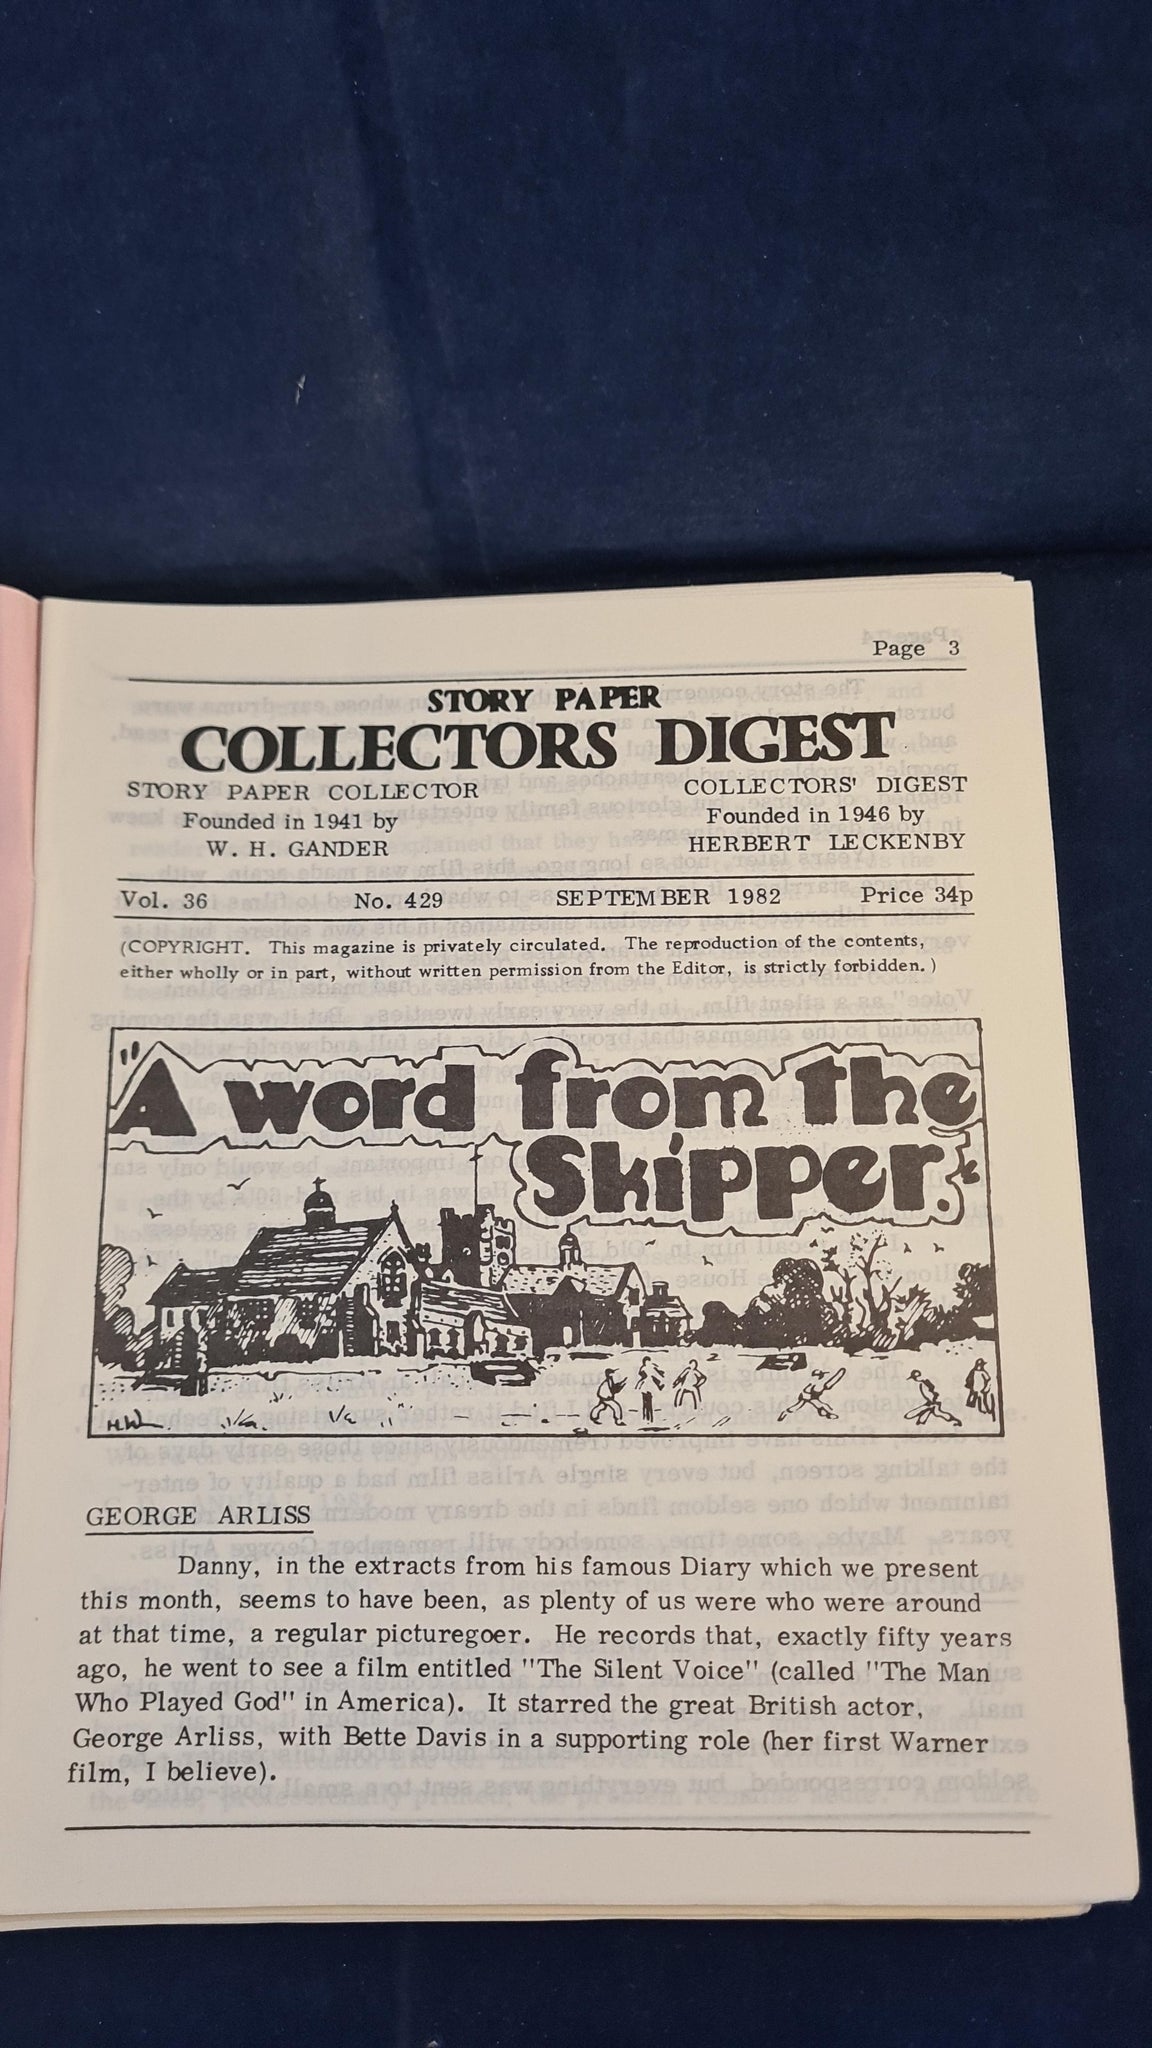 Page 3
STORY PAPER
COLLECTORS DIGEST
STORY PAPER COLLECTOR
Founded in 1941 by
W. H. GANDER
COLLECTORS' DIGEST
Founded in 1946 by
HERBERT LECKENBY
Vol. 36 No. 429 SEPTEMBER 1982 Price 34p
(COPYRIGHT. This magazine is privately circulated. The reproduction of the contents,
either wholly or in part, without written permission from the Editor, is strictly forbidden.)
A word from the
Skipper.
GEORGE ARLISS
Danny, in the extracts from his famous Diary which we present
this month, seems to have been, as plenty of us were who were around
at that time, a regular picturegoer. He records that, exactly fifty years
ago, he went to see a film entitled "The Silent Voice" (called "The Man
Who Played God" in America). It starred the great British actor,
George Arliss, with Bette Davis in a supporting role (her first Warner
film, I believe).